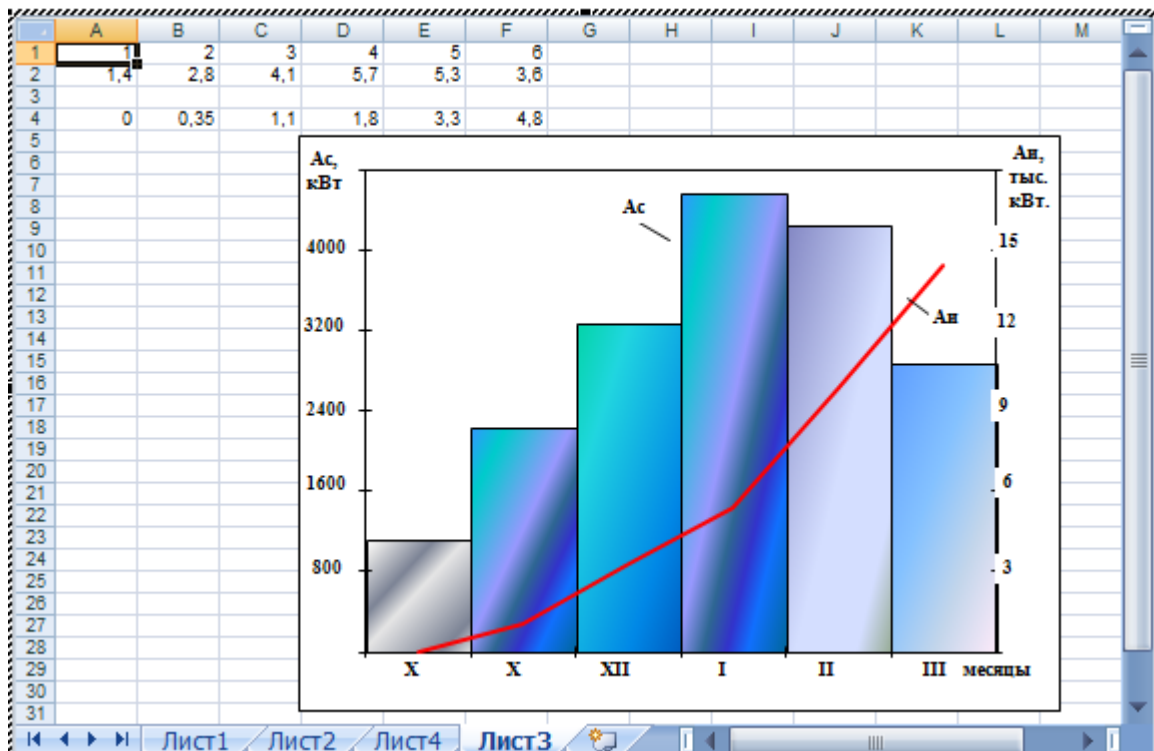 A B C D E F G H I J K L M
1 1 2 3 4 5 6
2 1,4 2,8 4,1 5,7 5,3 3,6
3
4 0 0,35 1,1 1,8 3,3 4,8
5
6
7
8
9
10
11
12
13
14
15
16
17
18
19
20
21
22
23
24
25
26
27
28
29
30
31
Ас,
кВт
Ан,
тыс.
кВт.
Ас
4000 15
Ан
3200 12
2400 9
1600 6
800 3
X X XII I II III месяцы
Лист1 Лист2 Лист4 Лист3